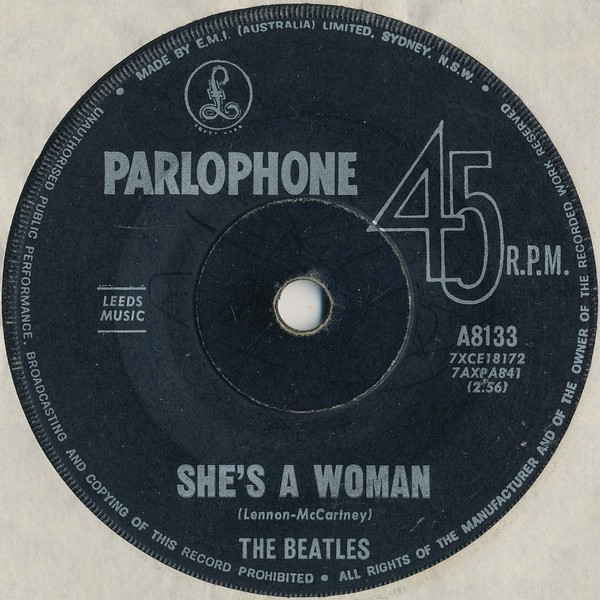 MADE BY E.M.I. (AUSTRALIA) LIMITED, SYDNEY, N.S.W.
£
PARLOPHONE
45
R.P.M.
LEEDS
MUSIC
A8133
7XCE18172
7AXPA841
(2.56)
SHE'S A WOMAN
(Lennon-McCartney)
THE BEATLES
UNAUTHORISED PUBLIC PERFORMANCE, BROADCASTING AND COPYING OF THIS RECORD PROHIBITED • ALL RIGHTS OF THE MANUFACTURER AND OF THE OWNER OF THE RECORDED WORK RESERVED